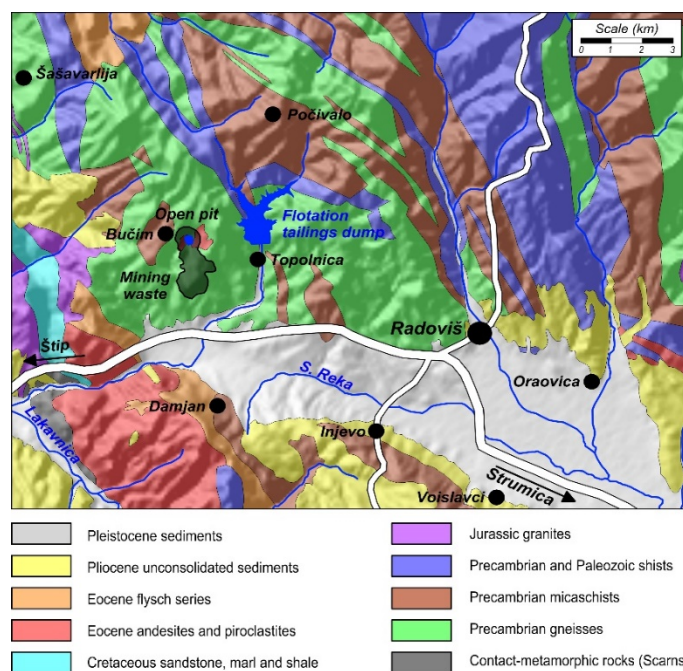 Scale (km)
0 1 2 3
Šašavarlija
Počivalo
Open pit
Bučim
Flotation
tailings dump
Mining
waste
Topolnica
Radoviš
Štip
S. Reka
Oraovica
Lakavnica
Damjan
Injevo
Strumica
Voislavci
Pleistocene sediments
Pliocene unconsolidated sediments
Eocene flysch series
Eocene andesites and piroclastites
Cretaceous sandstone, marl and shale
Jurassic granites
Precambrian and Paleozoic shists
Precambrian micaschists
Precambrian gneisses
Contact-metamorphic rocks (Scarns